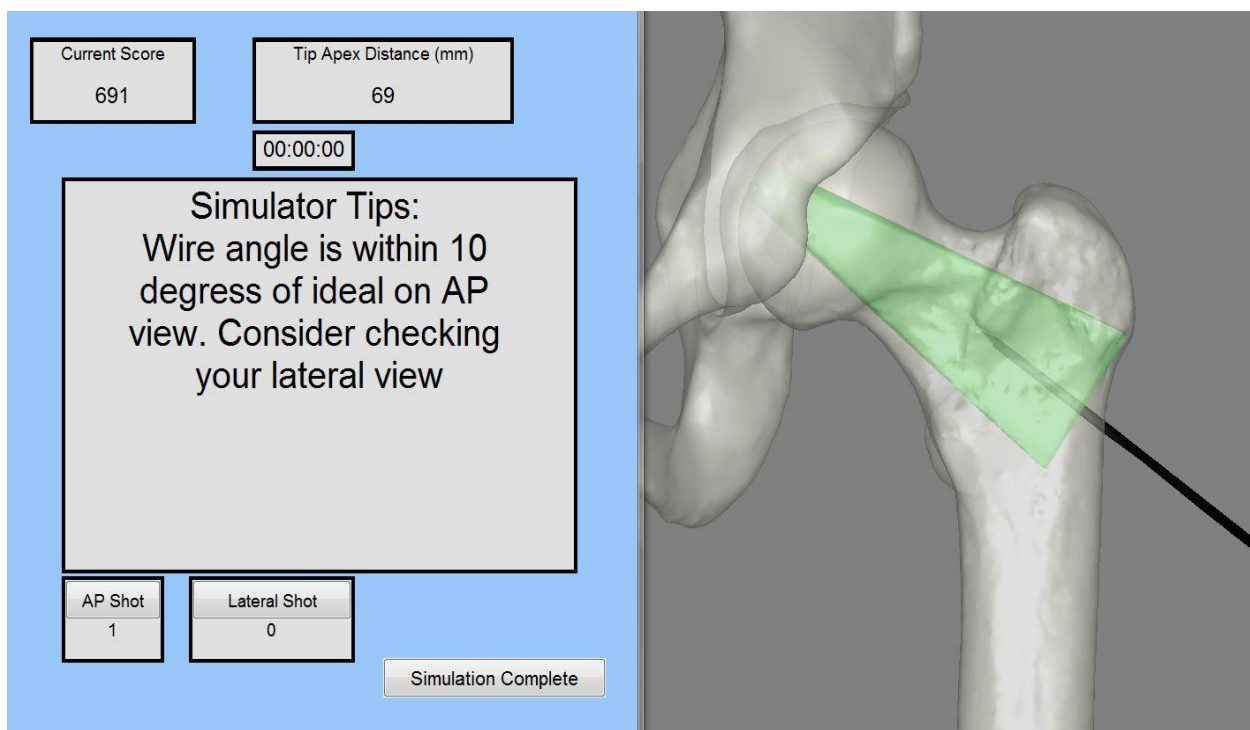 Current Score
691
Tip Apex Distance (mm)
69
00:00:00
Simulator Tips:
Wire angle is within 10
degress of ideal on AP
view. Consider checking
your lateral view
AP Shot
1
Lateral Shot
0
Simulation Complete